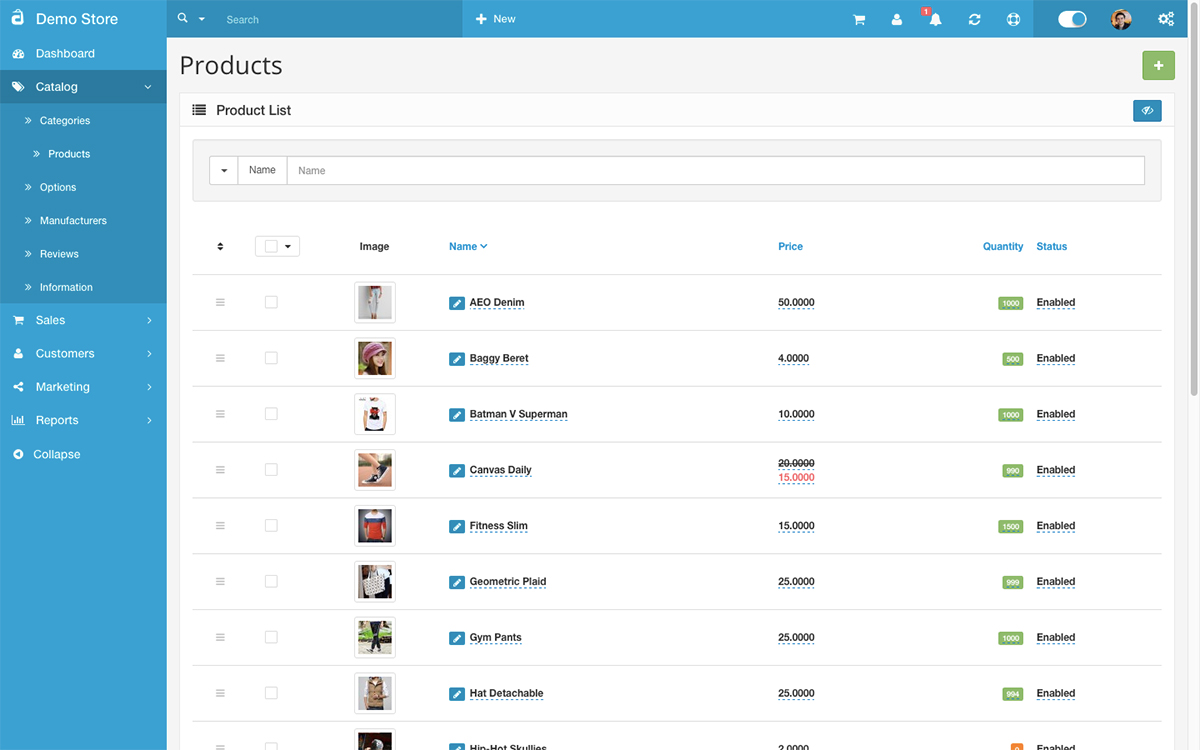 Demo Store
Search
New
1
Dashboard
Catalog
Categories
Products
Options
Manufacturers
Reviews
Information
Sales
Customers
Marketing
Reports
Collapse
Products
Product List
Name Name
Image Name Price Quantity Status
AEO Denim 50.0000 1000 Enabled
Baggy Beret 4.0000 500 Enabled
Batman V Superman 10.0000 1000 Enabled
Canvas Daily 20.0000 15.0000 990 Enabled
Fitness Slim 15.0000 1500 Enabled
Geometric Plaid 25.0000 999 Enabled
Gym Pants 25.0000 1000 Enabled
Hat Detachable 25.0000 994 Enabled
Hip-Hot Skullies 2.0000 Enabled